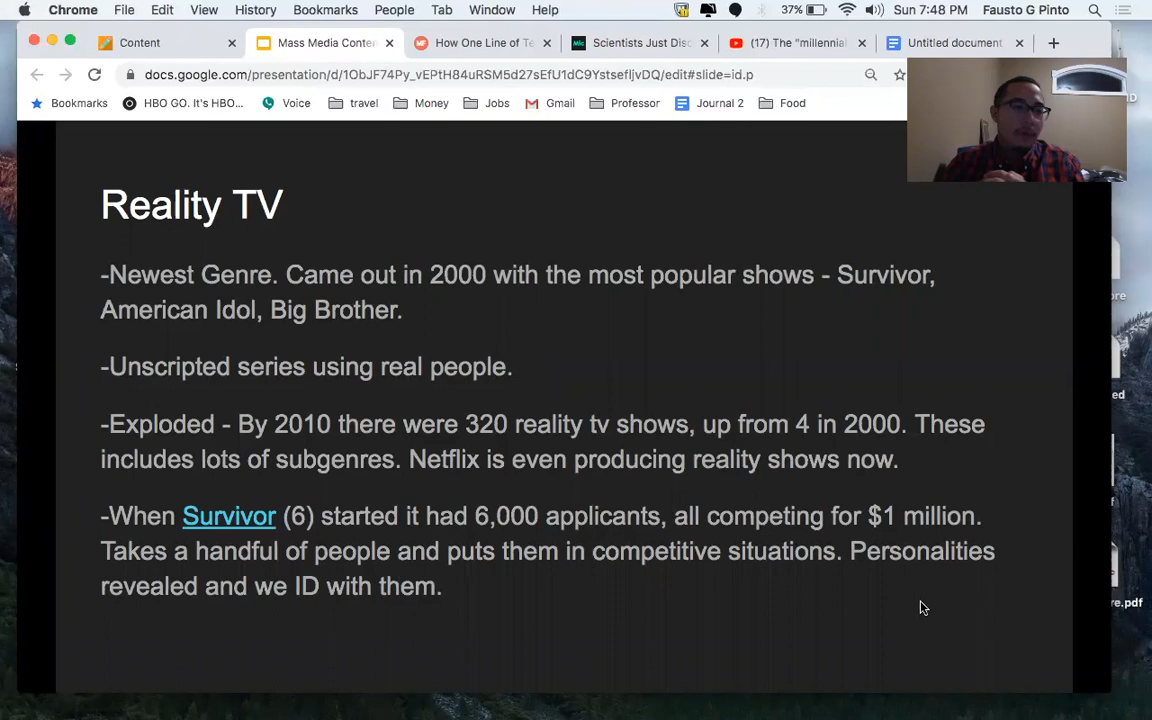 Chrome File Edit View History Bookmarks People Tab Window Help 37% Sun 7:48 PM Fausto G Pinto
Content Mass Media Conten How One Line of Te Scientists Just Disc (17) The "millennial Untitled document
docs.google.com/presentation/d/1ObJF74Py_vEPtH84uRSM5d27sEfU1dC9YstsefIjvDQ/edit#slide=id.p
Bookmarks HBO GO. It's HBO... Voice travel Money Jobs Gmail Professor Journal 2 Food
Reality TV
-Newest Genre. Came out in 2000 with the most popular shows - Survivor,
American Idol, Big Brother.
-Unscripted series using real people.
-Exploded - By 2010 there were 320 reality tv shows, up from 4 in 2000. These
includes lots of subgenres. Netflix is even producing reality shows now.
-When Survivor (6) started it had 6,000 applicants, all competing for $1 million.
Takes a handful of people and puts them in competitive situations. Personalities
revealed and we ID with them.